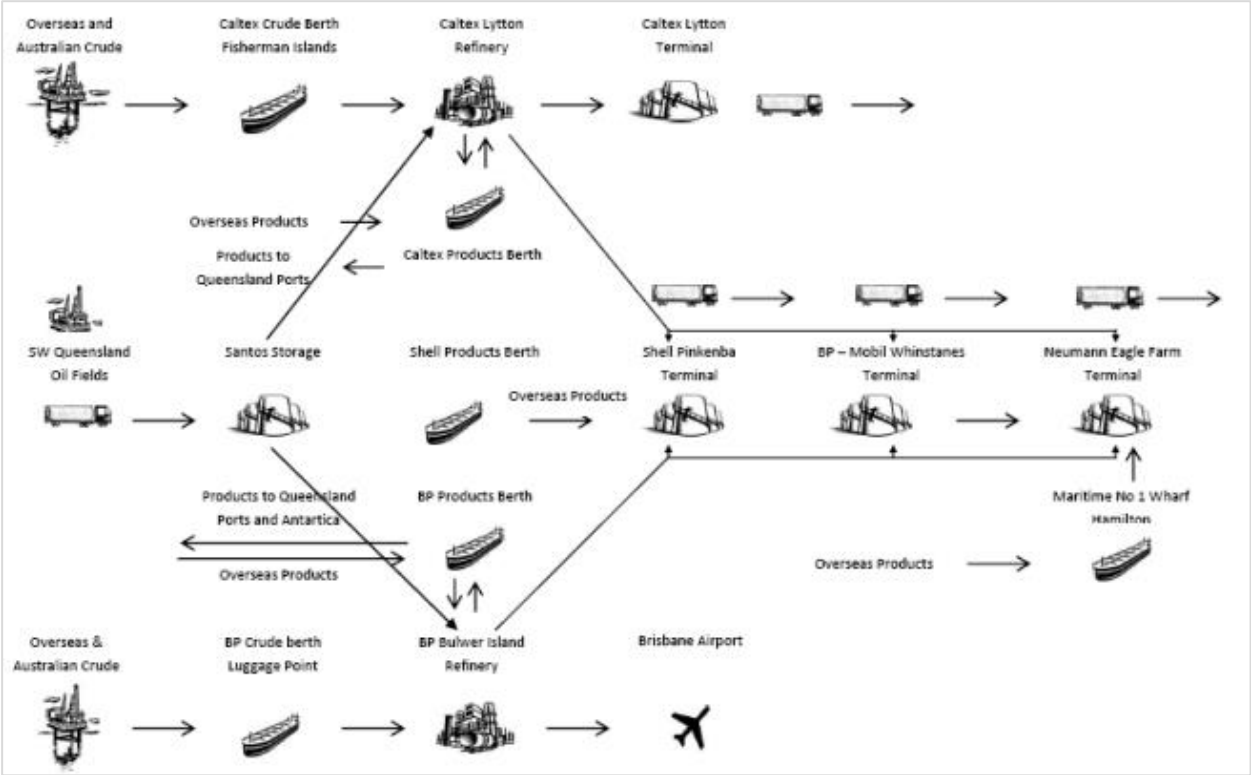 Overseas and
Australian Crude
Caltex Crude Berth
Fisherman Islands
Caltex Lytton
Refinery
Caltex Lytton
Terminal
Overseas Products
Products to
Queensland Ports
Caltex Products Berth
SW Queensland
Oil Fields
Santos Storage
Shell Products Berth
Overseas Products
Shell Pinkenba
Terminal
BP – Mobil Whinstanes
Terminal
Neumann Eagle Farm
Terminal
Products to Queensland
Ports and Antartica
BP Products Berth
Overseas Products
Maritime No 1 Wharf
Hamilton
Overseas Products
Overseas &
Australian Crude
BP Crude berth
Luggage Point
BP Bulwer Island
Refinery
Brisbane Airport